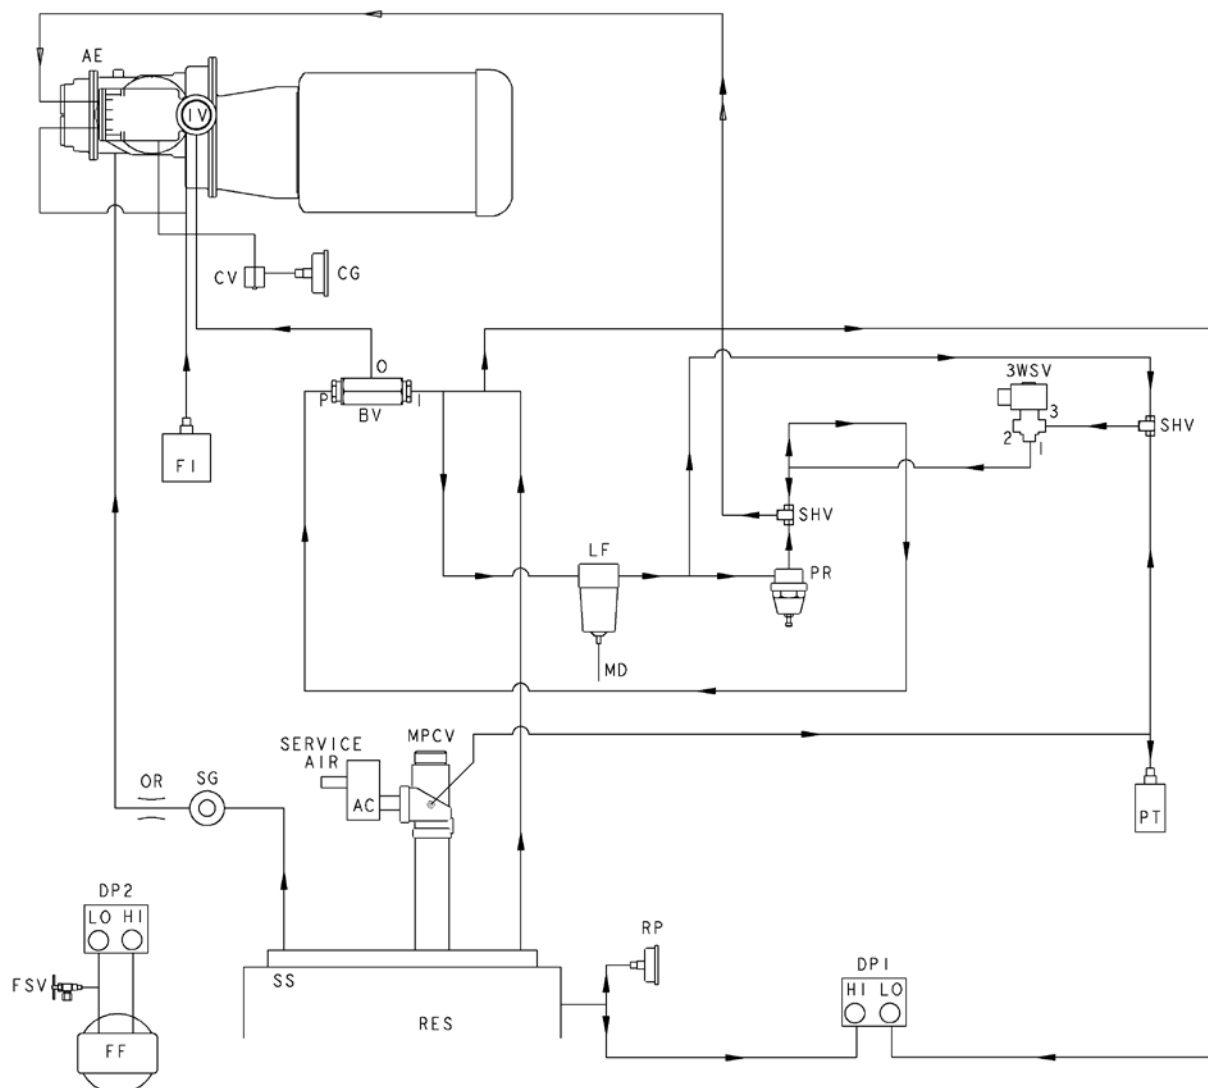 AE
IV
CV
CG
3WSV
3
2
1
SHV
O
P
I
BV
FI
SHV
LF
PR
MD
MPCV
SERVICE
AIR
AC
OR
SG
PT
DP2
LO HI
RP
DP1
HI LO
SS
FSV
RES
FF